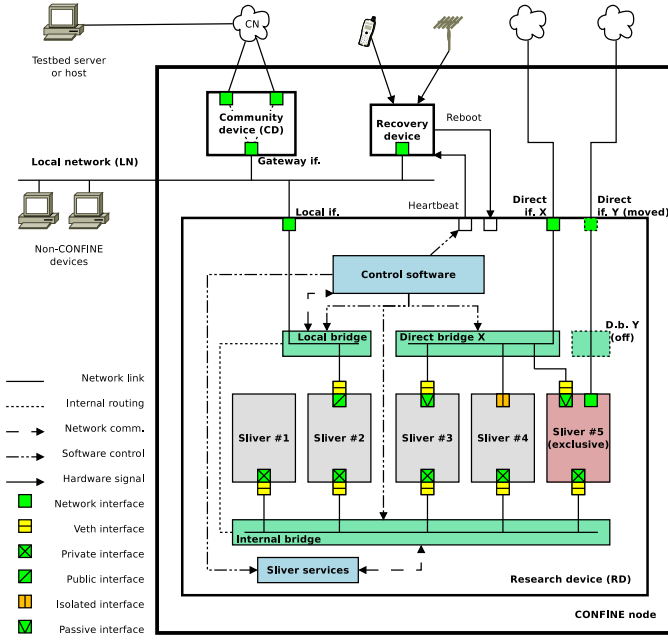 CN
Testbed server
or host
Community
device (CD)
Recovery
device
Reboot
Local network (LN)
Gateway if.
Non-CONFINE
devices
Local if.
Heartbeat
Direct
if. X
Direct
if. Y (moved)
Control software
Local bridge
Direct bridge X
D.b. Y
(off)
Sliver #1
Sliver #2
Sliver #3
Sliver #4
Sliver #5
(exclusive)
Internal bridge
Sliver services
Research device (RD)
CONFINE node
Network link
Internal routing
Network comm.
Software control
Hardware signal
Network interface
Veth interface
Private interface
Public interface
Isolated interface
Passive interface